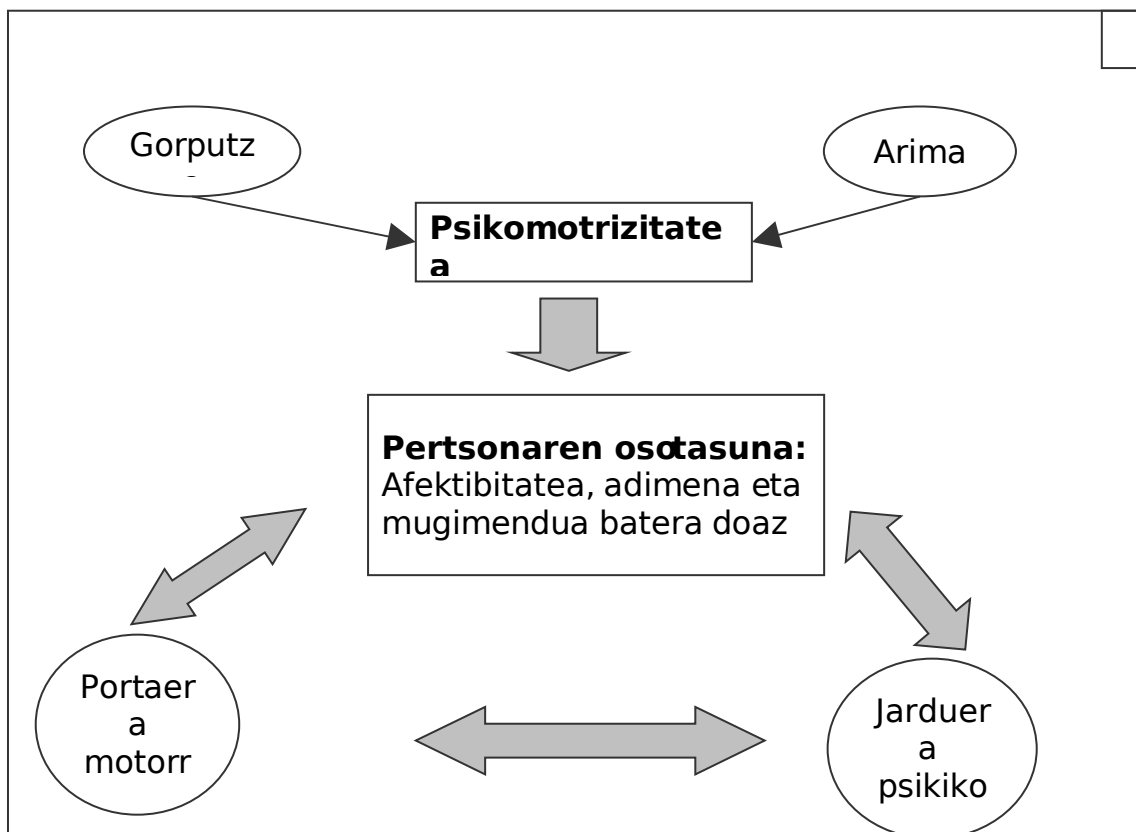 Gorputz
Arima
Psikomotrizitate
a
Pertsonaren osotasuna:
Afektibitatea, adimena eta
mugimendua batera doaz
Portaer
a
motorr
Jarduer
a
psikiko